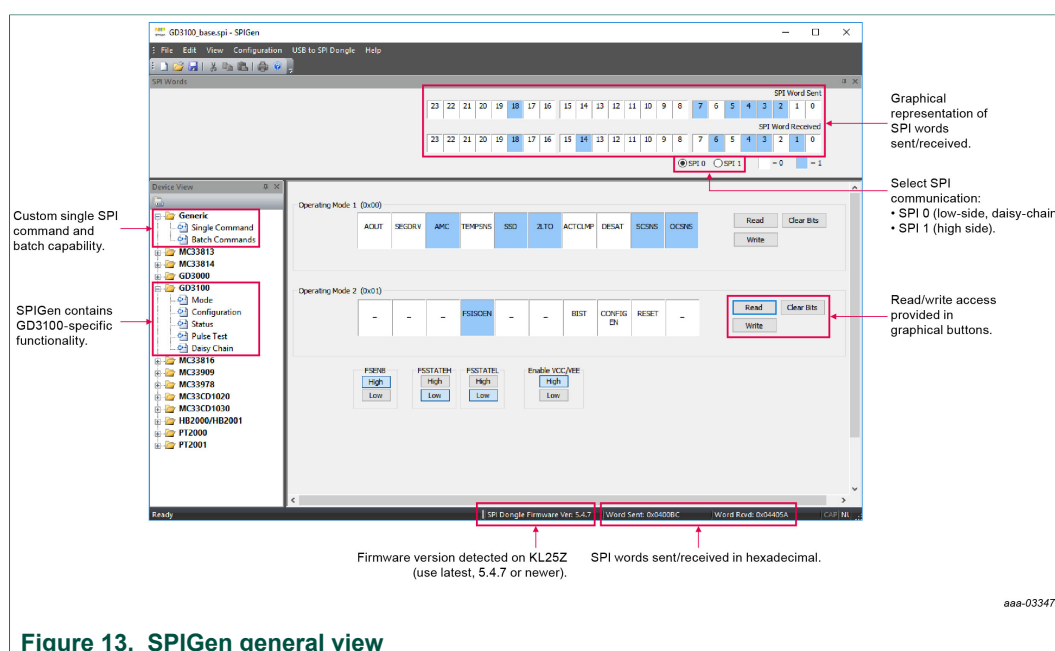 GD3100_base.spi - SPIGen
File Edit View Configuration USB to SPI Dongle Help
SPI Words
SPI Word Sent
23 22 21 20 19 18 17 16 15 14 13 12 11 10 9 8 7 6 5 4 3 2 1 0
SPI Word Received
23 22 21 20 19 18 17 16 15 14 13 12 11 10 9 8 7 6 5 4 3 2 1 0
SPI 0 SPI 1 - 0 - 1
Graphical
representation of
SPI words
sent/received.
Select SPI
communication:
• SPI 0 (low-side, daisy-chain
• SPI 1 (high side).
Read/write access
provided in
graphical buttons.
Custom single SPI
command and
batch capability.
SPIGen contains
GD3100-specific
functionality.
Device View
Generic
Single Command
Batch Commands
MC33813
MC33814
GD3000
GD3100
Mode
Configuration
Status
Pulse Test
Daisy Chain
MC33816
MC33909
MC33978
MC33CD1020
MC33CD1030
HB2000/HB2001
PT2000
PT2001
Operating Mode 1 (0x00)
AOUT SEGDRV AMC TEMPSNS SSD 2LTO ACTCLMP DESAT SCSNS OCSNS
Read Clear Bits
Write
Operating Mode 2 (0x01)
– – – FSISOEN – – BIST CONFIG EN RESET –
Read Clear Bits
Write
FSENB FSSTATEH FSSTATEL Enable VCC/VEE
High High High High
Low Low Low Low
Ready SPI Dongle Firmware Ver: 5.4.7 Word Sent: 0x0400BC Word Rcvd: 0x04405A CAP
Firmware version detected on KL25Z
(use latest, 5.4.7 or newer).
SPI words sent/received in hexadecimal.
aaa-03347
Figure 13. SPIGen general view